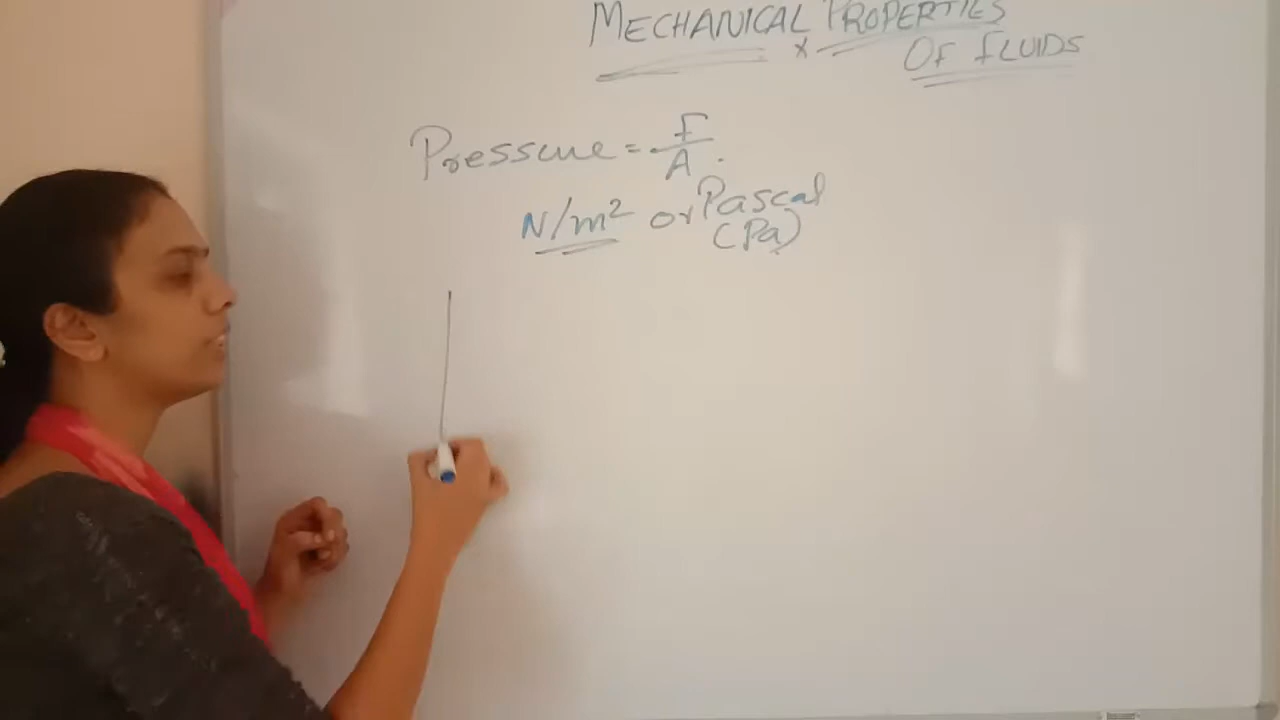 MECHANICAL PROPERTIES
x OF FLUIDS
Pressure = F/A.
N/m² or Pascal
(Pa)